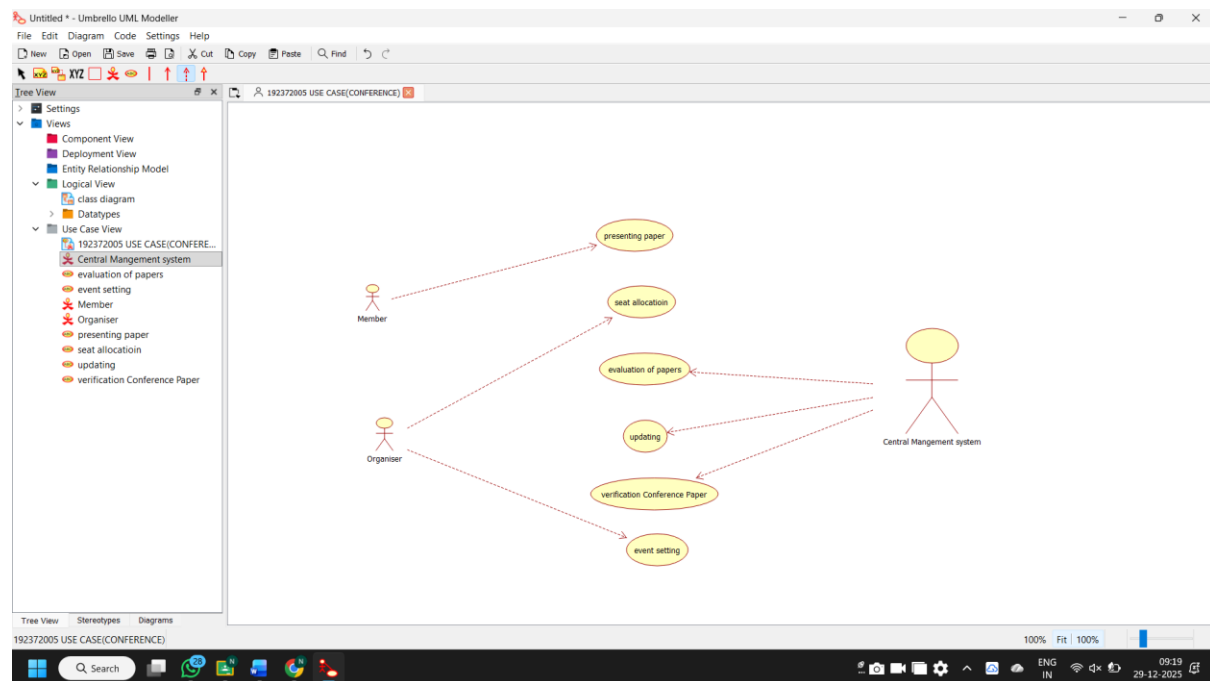 Untitled * - Umbrello UML Modeller
File Edit Diagram Code Settings Help
New Open Save Cut Copy Paste Find
XYZ XYZ
Tree View
192372005 USE CASE(CONFERENCE)
Settings
Views
Component View
Deployment View
Entity Relationship Model
Logical View
class diagram
Datatypes
Use Case View
192372005 USE CASE(CONFERE...
Central Mangement system
evaluation of papers
event setting
Member
Organiser
presenting paper
seat allocatioin
updating
verification Conference Paper
presenting paper
Member
seat allocatioin
evaluation of papers
updating
Central Mangement system
Organiser
verification Conference Paper
event setting
Tree View Stereotypes Diagrams
192372005 USE CASE(CONFERENCE)
100% Fit 100%
Search
28
N
W
N
ENG
IN
09:19
29-12-2025